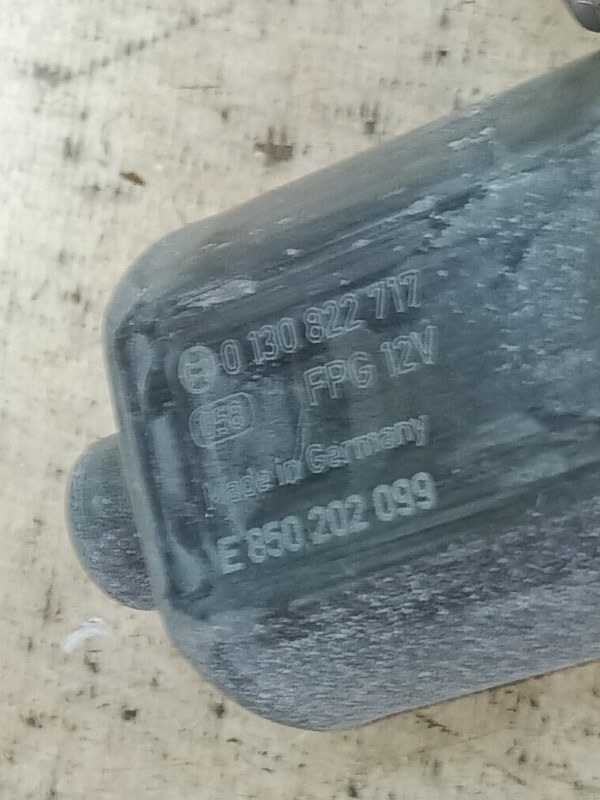 0 130 822 717
FPG 12V
Made in Germany
E 850 202 099